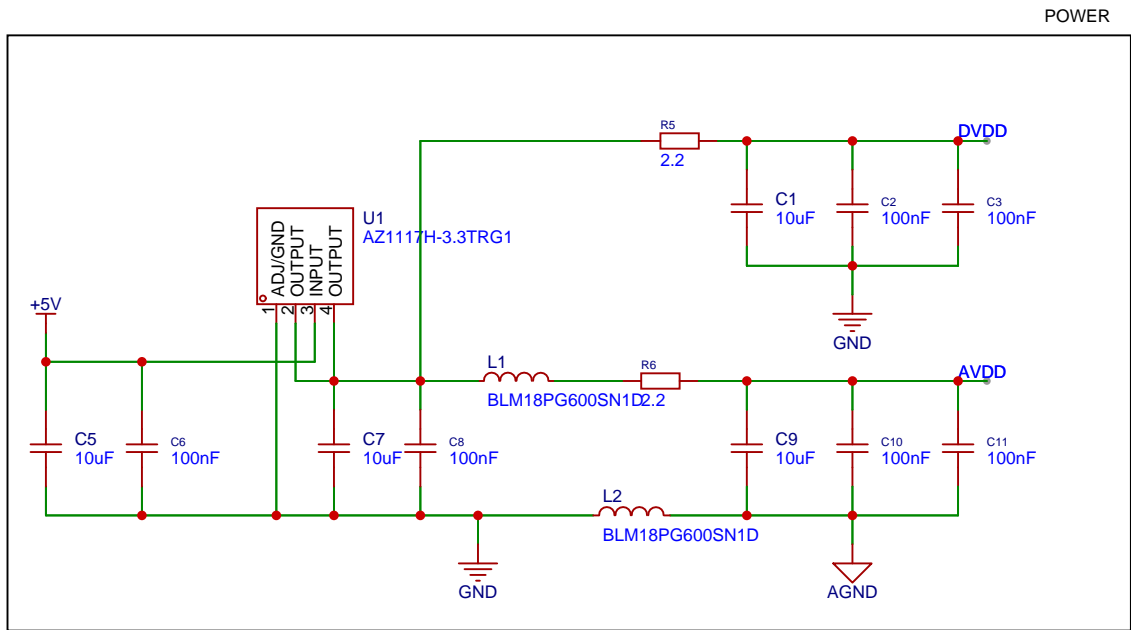 POWER
R5
2.2
DVDD
C1
10uF
C2
100nF
C3
100nF
GND
U1
AZ1117H-3.3TRG1
ADJ/GND
OUTPUT
INPUT
OUTPUT
1
2
3
4
+5V
C5
10uF
C6
100nF
C7
10uF
C8
100nF
L1
BLM18PG600SN1D
R6
2.2
AVDD
C9
10uF
C10
100nF
C11
100nF
L2
BLM18PG600SN1D
GND
AGND